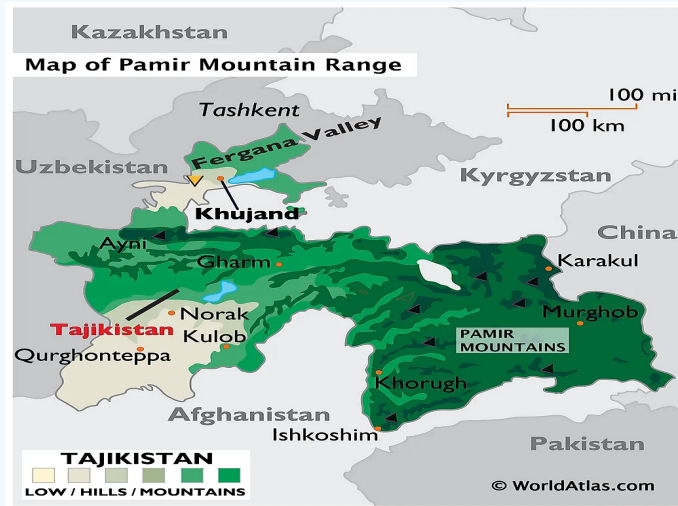 Kazakhstan
Map of Pamir Mountain Range
100 mi
100 km
Tashkent
Fergana Valley
Uzbekistan
Kyrgyzstan
Khujand
China
Ayni
Gharm
Karakul
Norak
Murghob
Tajikistan
Kulob
PAMIR
MOUNTAINS
Qurghonteppa
Khorugh
Afghanistan
Ishkoshim
Pakistan
TAJIKISTAN
LOW / HILLS / MOUNTAINS
© WorldAtlas.com